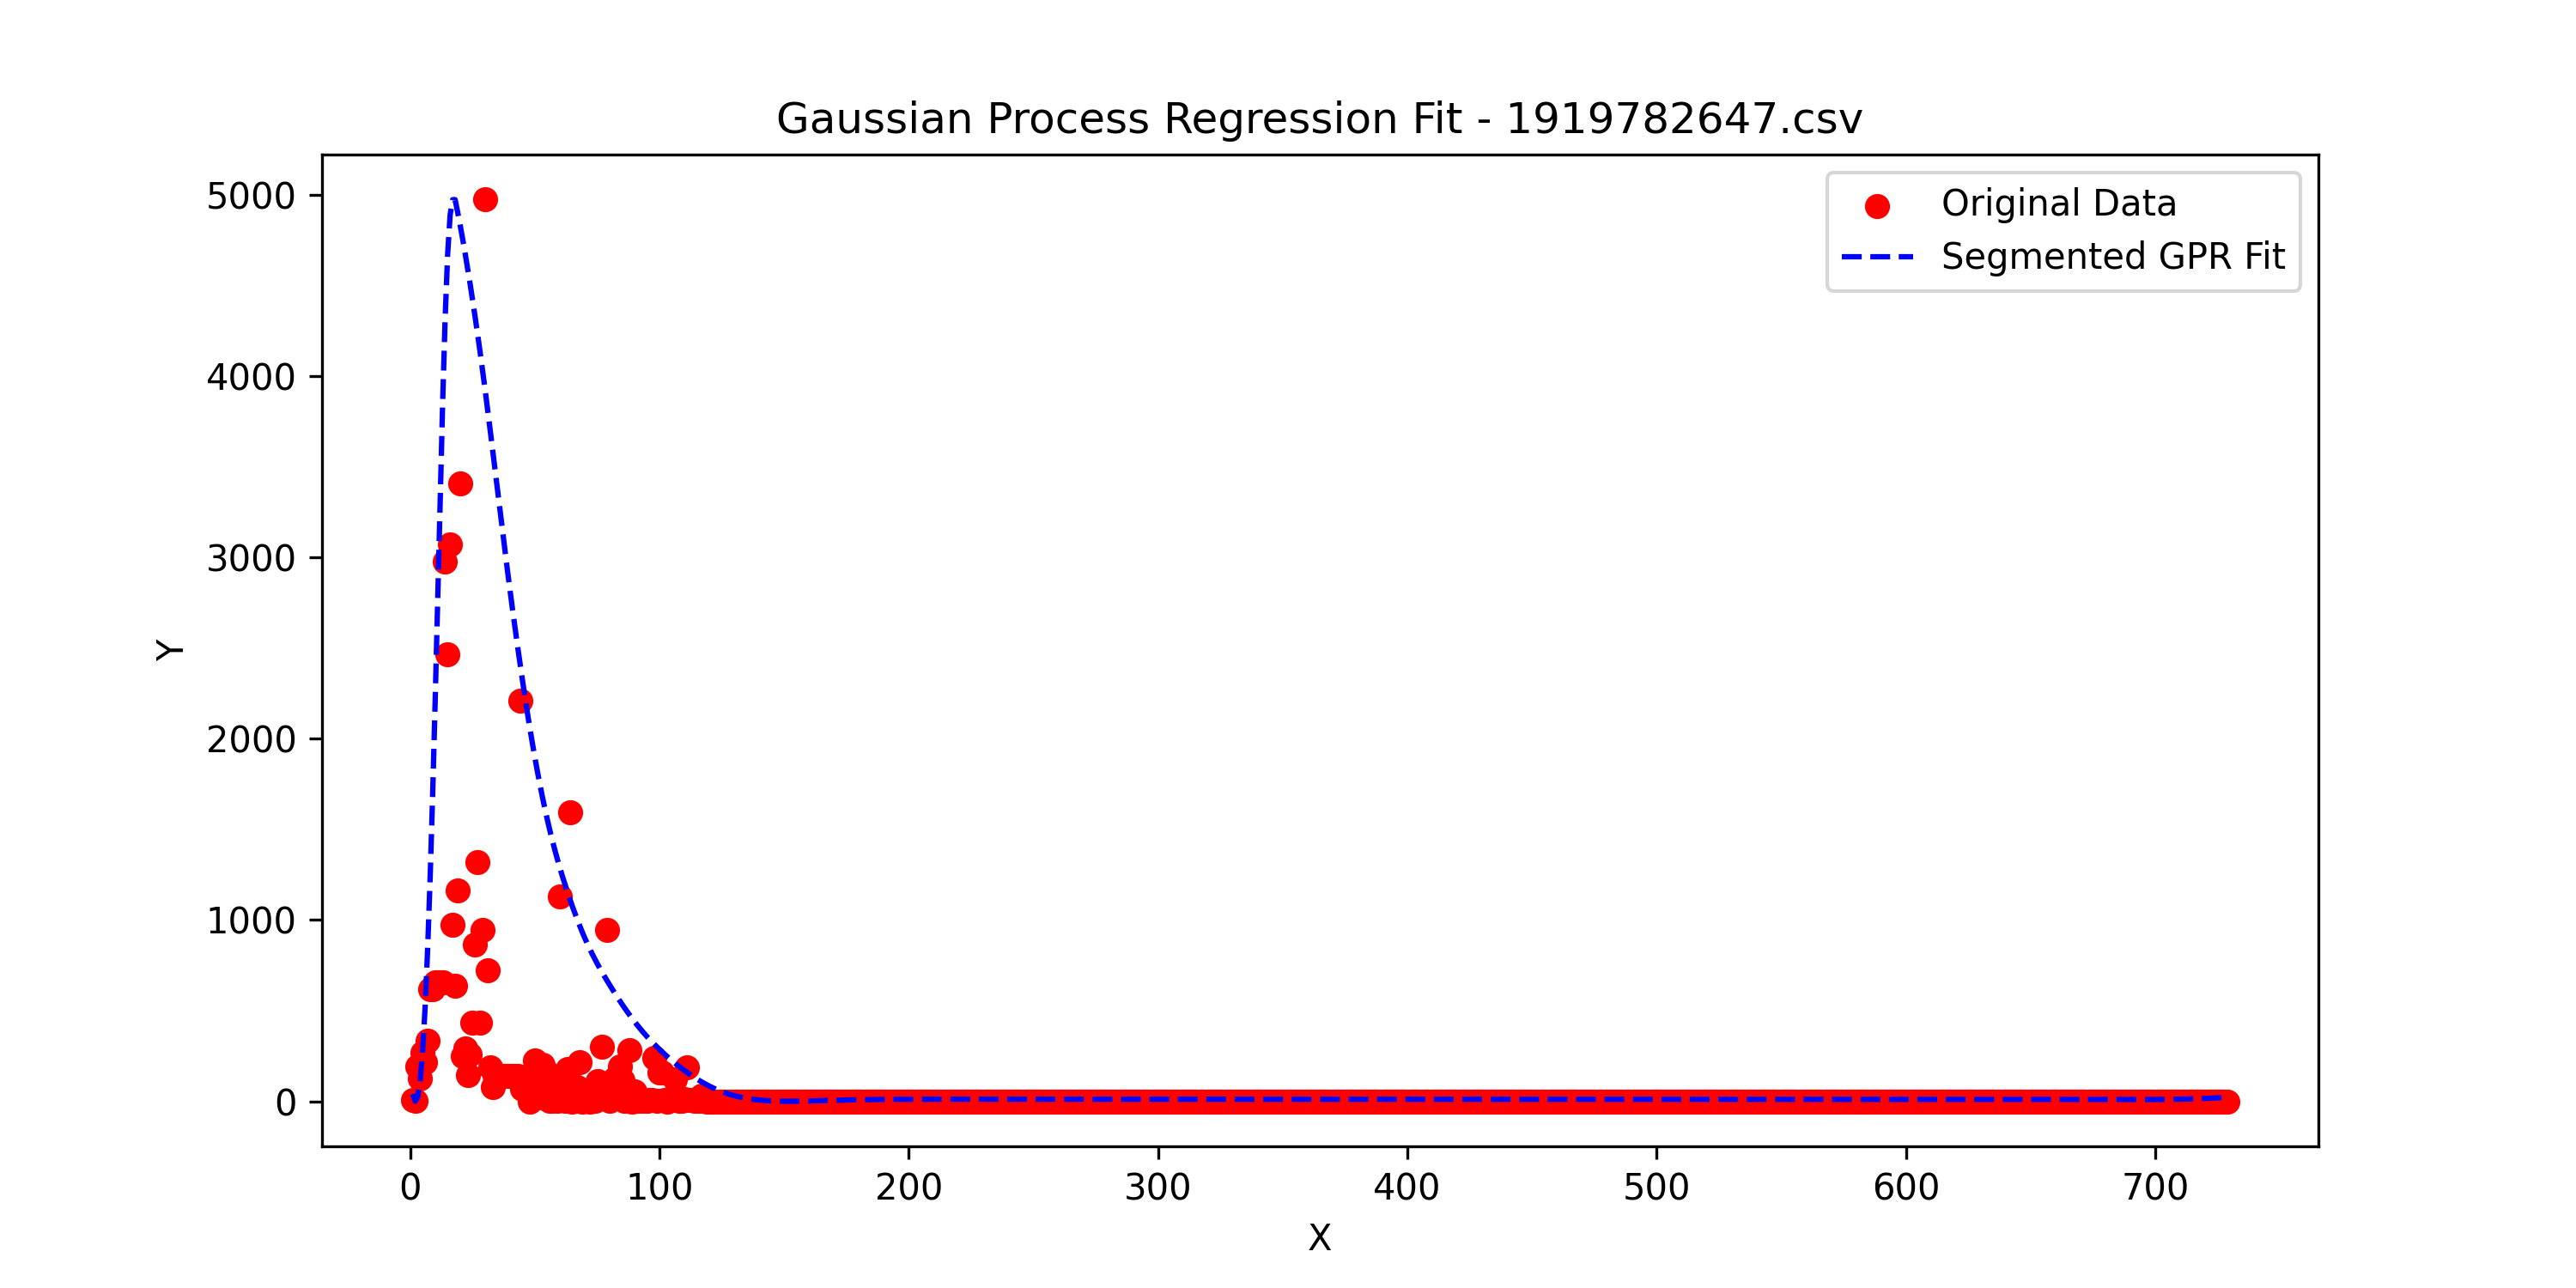 Gaussian Process Regression Fit - 1919782647.csv
Original Data
Segmented GPR Fit
5000
4000
3000
2000
1000
0
Y
0 100 200 300 400 500 600 700
X